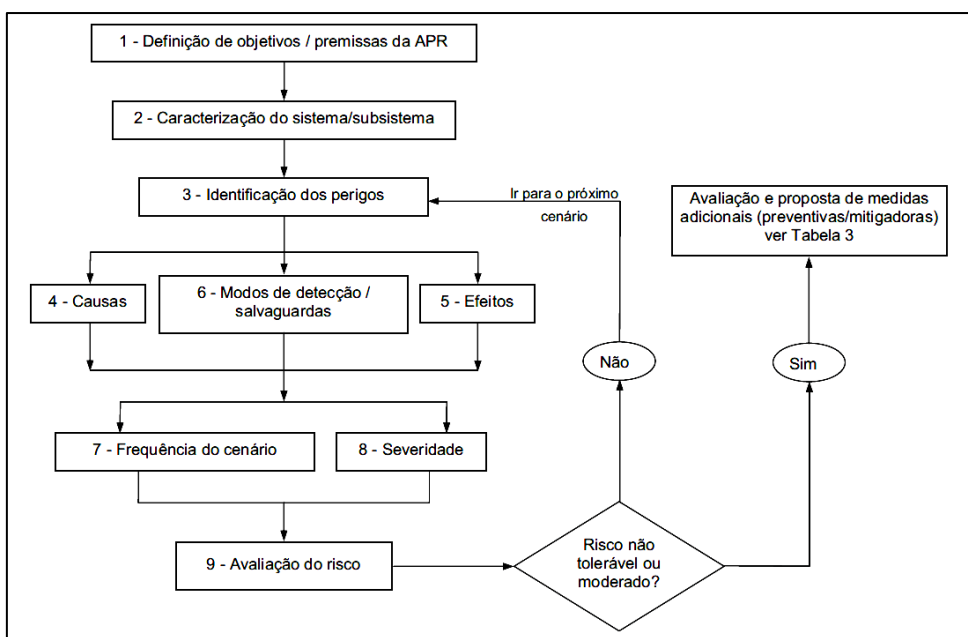 1 - Definição de objetivos / premissas da APR
2 - Caracterização do sistema/subsistema
3 - Identificação dos perigos
Ir para o próximo
cenário
Avaliação e proposta de medidas
adicionais (preventivas/mitigadoras)
ver Tabela 3
4 - Causas
6 - Modos de detecção /
salvaguardas
5 - Efeitos
Não
Sim
7 - Frequência do cenário
8 - Severidade
9 - Avaliação do risco
Risco não
tolerável ou
moderado?